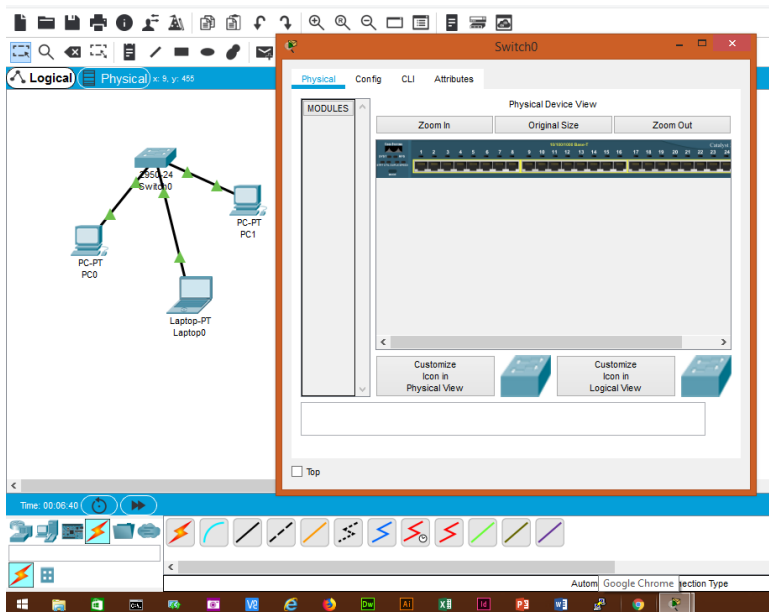 Switch0
Logical
Physical
x: 9, y: 455
Physical
Config
CLI
Attributes
MODULES
Physical Device View
Zoom In
Original Size
Zoom Out
Catalyst
1 2 3 4 5 6 7 8 9 10 11 12 13 14 15 16 17 18 19 20 21 22 23 24
2950-24
Switch0
PC-PT
PC1
PC-PT
PC0
Laptop-PT
Laptop0
Customize
Icon in
Physical View
Customize
Icon in
Logical View
Top
Time: 00:06:40
Autom
Google Chrome
ection Type